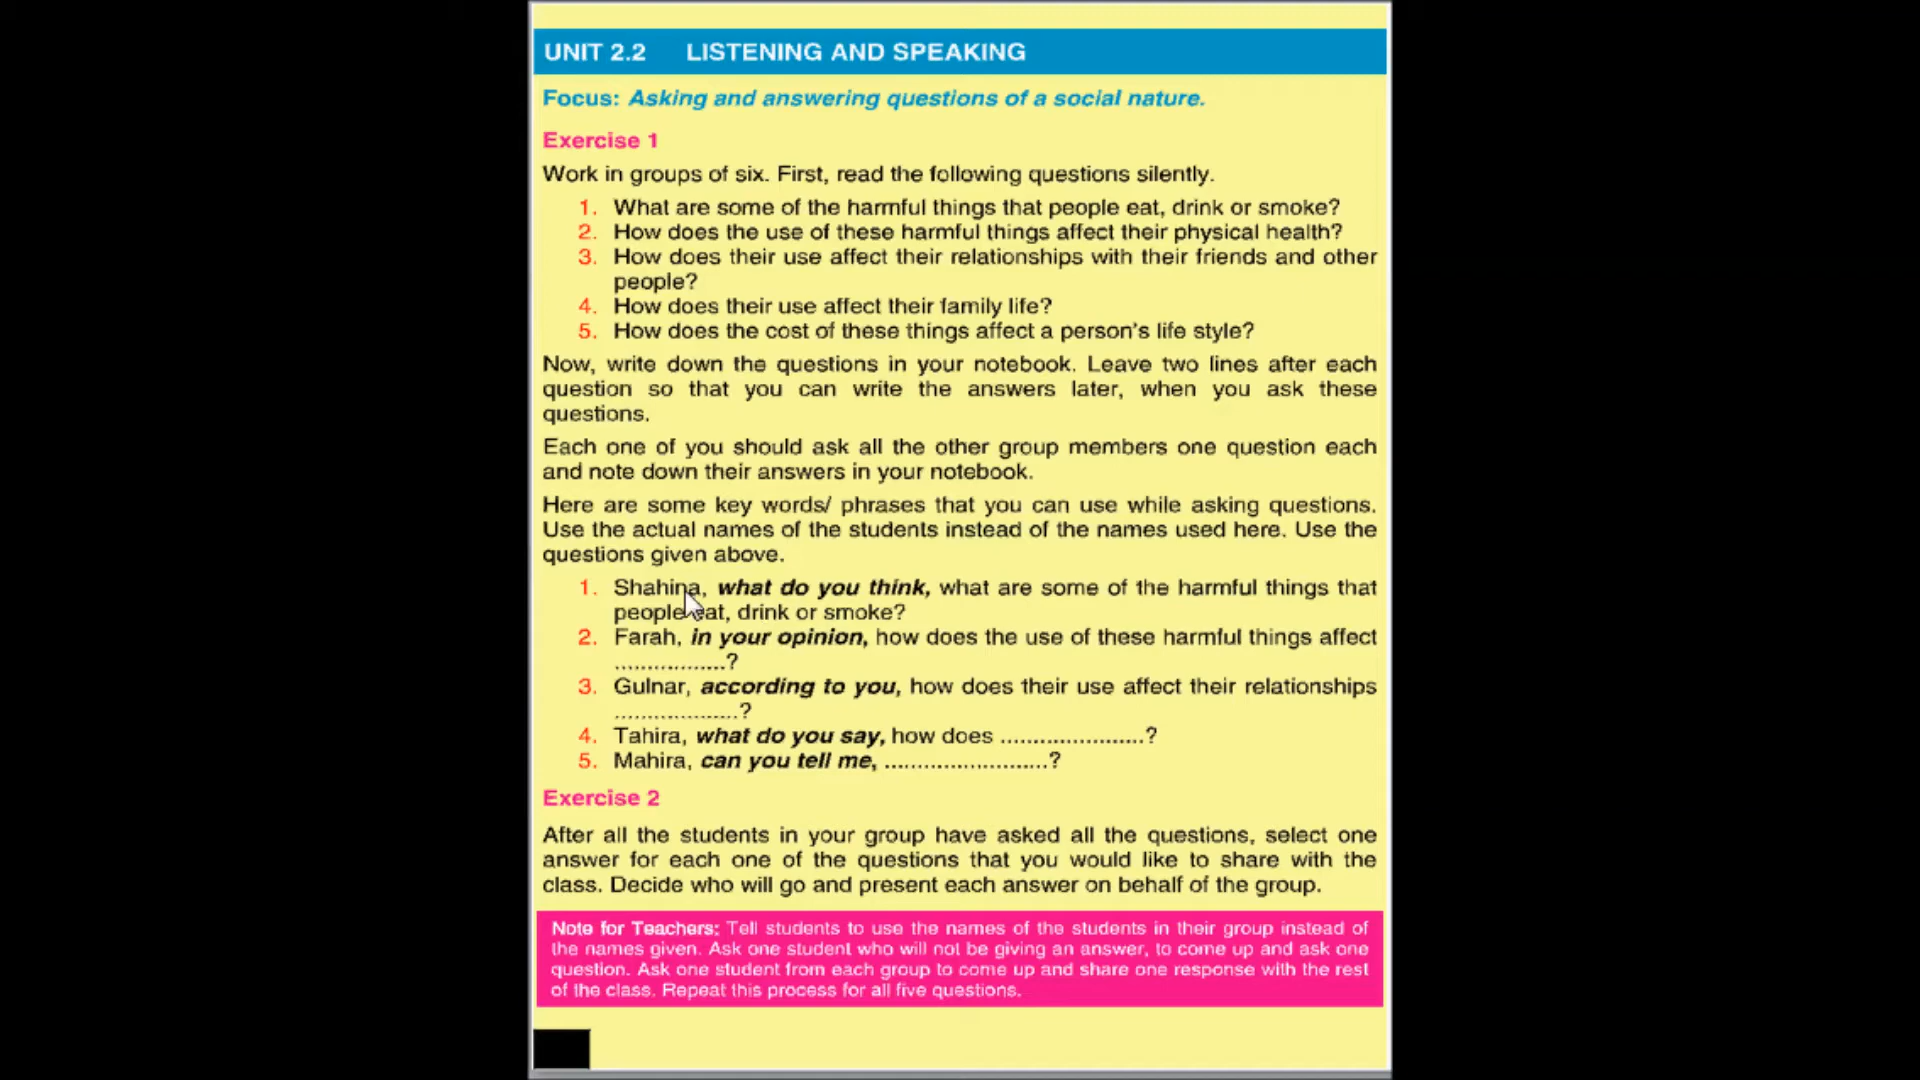 UNIT 2.2 LISTENING AND SPEAKING
Focus: Asking and answering questions of a social nature.
Exercise 1
Work in groups of six. First, read the following questions silently.
1. What are some of the harmful things that people eat, drink or smoke?
2. How does the use of these harmful things affect their physical health?
3. How does their use affect their relationships with their friends and other
people?
4. How does their use affect their family life?
5. How does the cost of these things affect a person's life style?
Now, write down the questions in your notebook. Leave two lines after each
question so that you can write the answers later, when you ask these
questions.
Each one of you should ask all the other group members one question each
and note down their answers in your notebook.
Here are some key words/ phrases that you can use while asking questions.
Use the actual names of the students instead of the names used here. Use the
questions given above.
1. Shahina, what do you think, what are some of the harmful things that
people eat, drink or smoke?
2. Farah, in your opinion, how does the use of these harmful things affect
.................?
3. Gulnar, according to you, how does their use affect their relationships
...................?
4. Tahira, what do you say, how does ......................?
5. Mahira, can you tell me, .........................?
Exercise 2
After all the students in your group have asked all the questions, select one
answer for each one of the questions that you would like to share with the
class. Decide who will go and present each answer on behalf of the group.
Note for Teachers: Tell students to use the names of the students in their group instead of
the names given. Ask one student who will not be giving an answer, to come up and ask one
question. Ask one student from each group to come up and share one response with the rest
of the class. Repeat this process for all five questions.